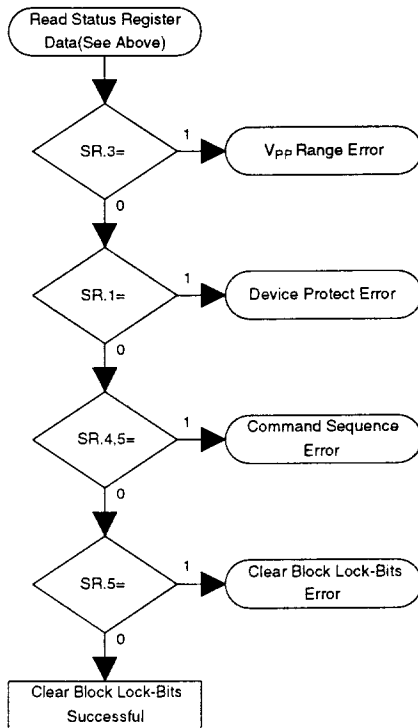 Read Status Register
Data(See Above)
SR.3=
1
VPP Range Error
0
SR.1=
1
Device Protect Error
0
SR.4,5=
1
Command Sequence
Error
0
SR.5=
1
Clear Block Lock-Bits
Error
0
Clear Block Lock-Bits
Successful